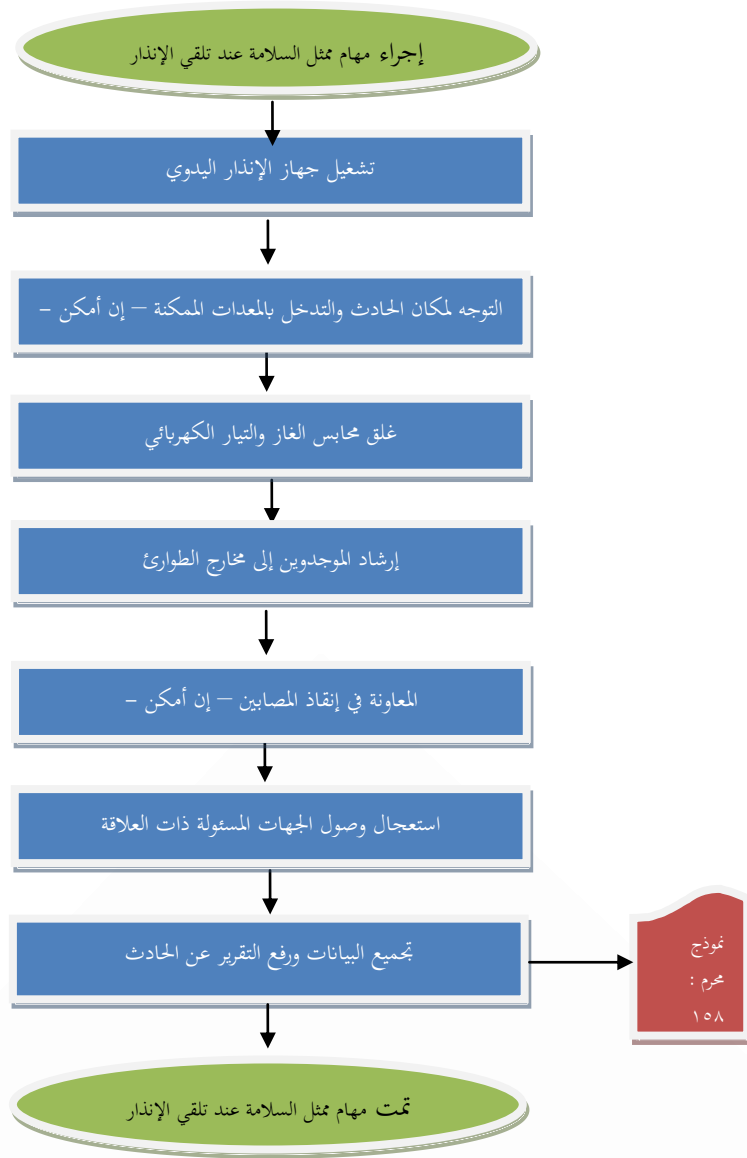 إجراء مهام ممثل السلامة عند تلقي الإنذار
تشغيل جهاز الإنذار اليدوي
التوجه لمكان الحادث والتدخل بالمعدات الممكنة – إن أمكن –
غلق محابس الغاز والتيار الكهربائي
إرشاد الموجدوين إلى مخارج الطوارئ
المعاونة في إنقاذ المصابين – إن أمكن –
استعجال وصول الجهات المسئولة ذات العلاقة
تجميع البيانات ورفع التقرير عن الحادث
نموذج
محرم :
١٥٨
تمت مهام ممثل السلامة عند تلقي الإنذار